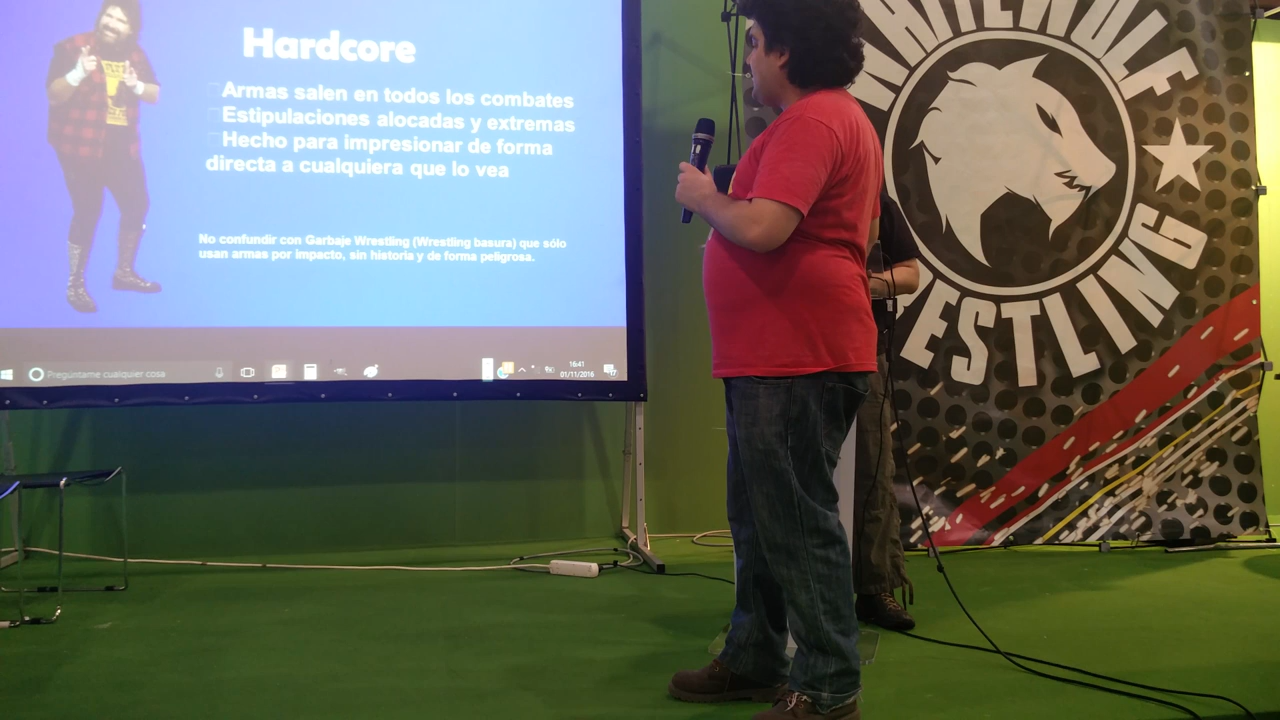 Hardcore
Armas salen en todos los combates
Estipulaciones alocadas y extremas
Hecho para impresionar de forma
directa a cualquiera que lo vea
No confundir con Garbaje Wrestling (Wrestling basura) que sólo
usan armas por impacto, sin historia y de forma peligrosa.
Pregúntame cualquier cosa
16:41
01/11/2016
WHITEWOLF
WRESTLING